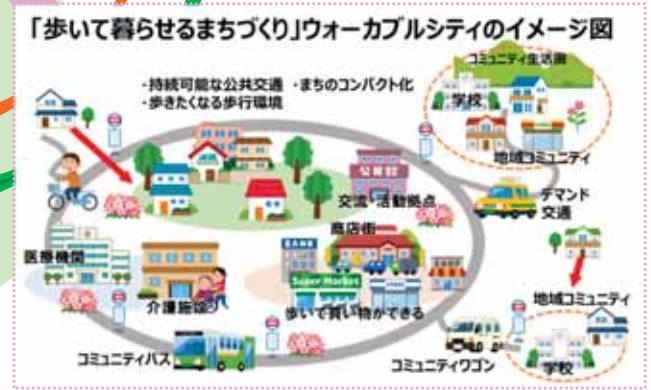 「歩いて暮らせるまちづくり」ウォーカブルシティのイメージ図
・持続可能な公共交通 ・まちのコンパクト化
・歩きたくなる歩行環境
コミュニティ生活圏
学校
地域コミュニティ
公民館
交流・活動拠点
デマンド
交通
商店街
医療機関
BANK
Super Market
介護施設
歩いて買い物ができる
地域コミュニティ
学校
コミュニティバス
コミュニティワゴン